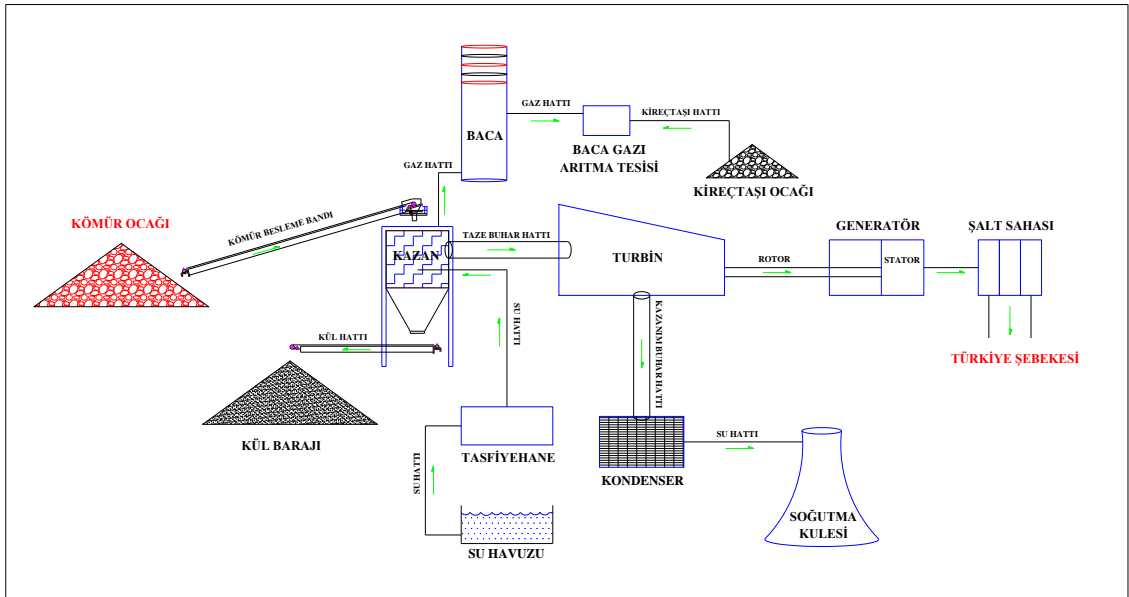 GAZ HATTI
KİREÇTAŞI HATTI
BACA
BACA GAZI
ARITMA TESİSİ
GAZ HATTI
KİREÇTAŞI OCAĞI
KÖMÜR OCAĞI
KÖMÜR BESLEME BANDI
GENERATÖR
ŞALT SAHASI
KAZAN
TAZE BUHAR HATTI
TURBİN
ROTOR
STATOR
SU HATTI
KAZANIM BUHAR HATTI
KÜL HATTI
TÜRKİYE ŞEBEKESİ
KÜL BARAJI
TASFİYEHANE
SU HATTI
KONDENSER
SU HATTI
SOĞUTMA
KULESİ
SU HAVUZU